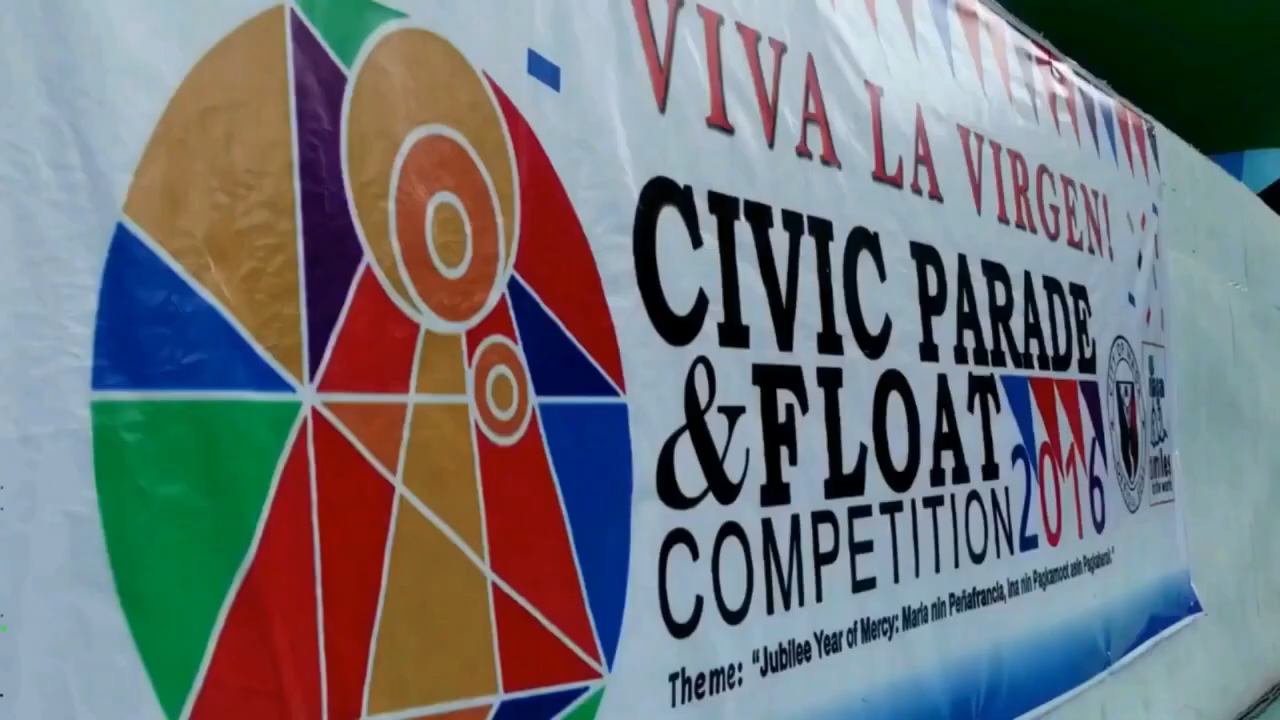 VIVA LA VIRGEN!
CIVIC PARADE
& FLOAT
COMPETITION 2016
Theme: "Jubilee Year of Mercy: Maria nin Peñafrancia, Ina nin Pagkamoot asin Pagkaherak."